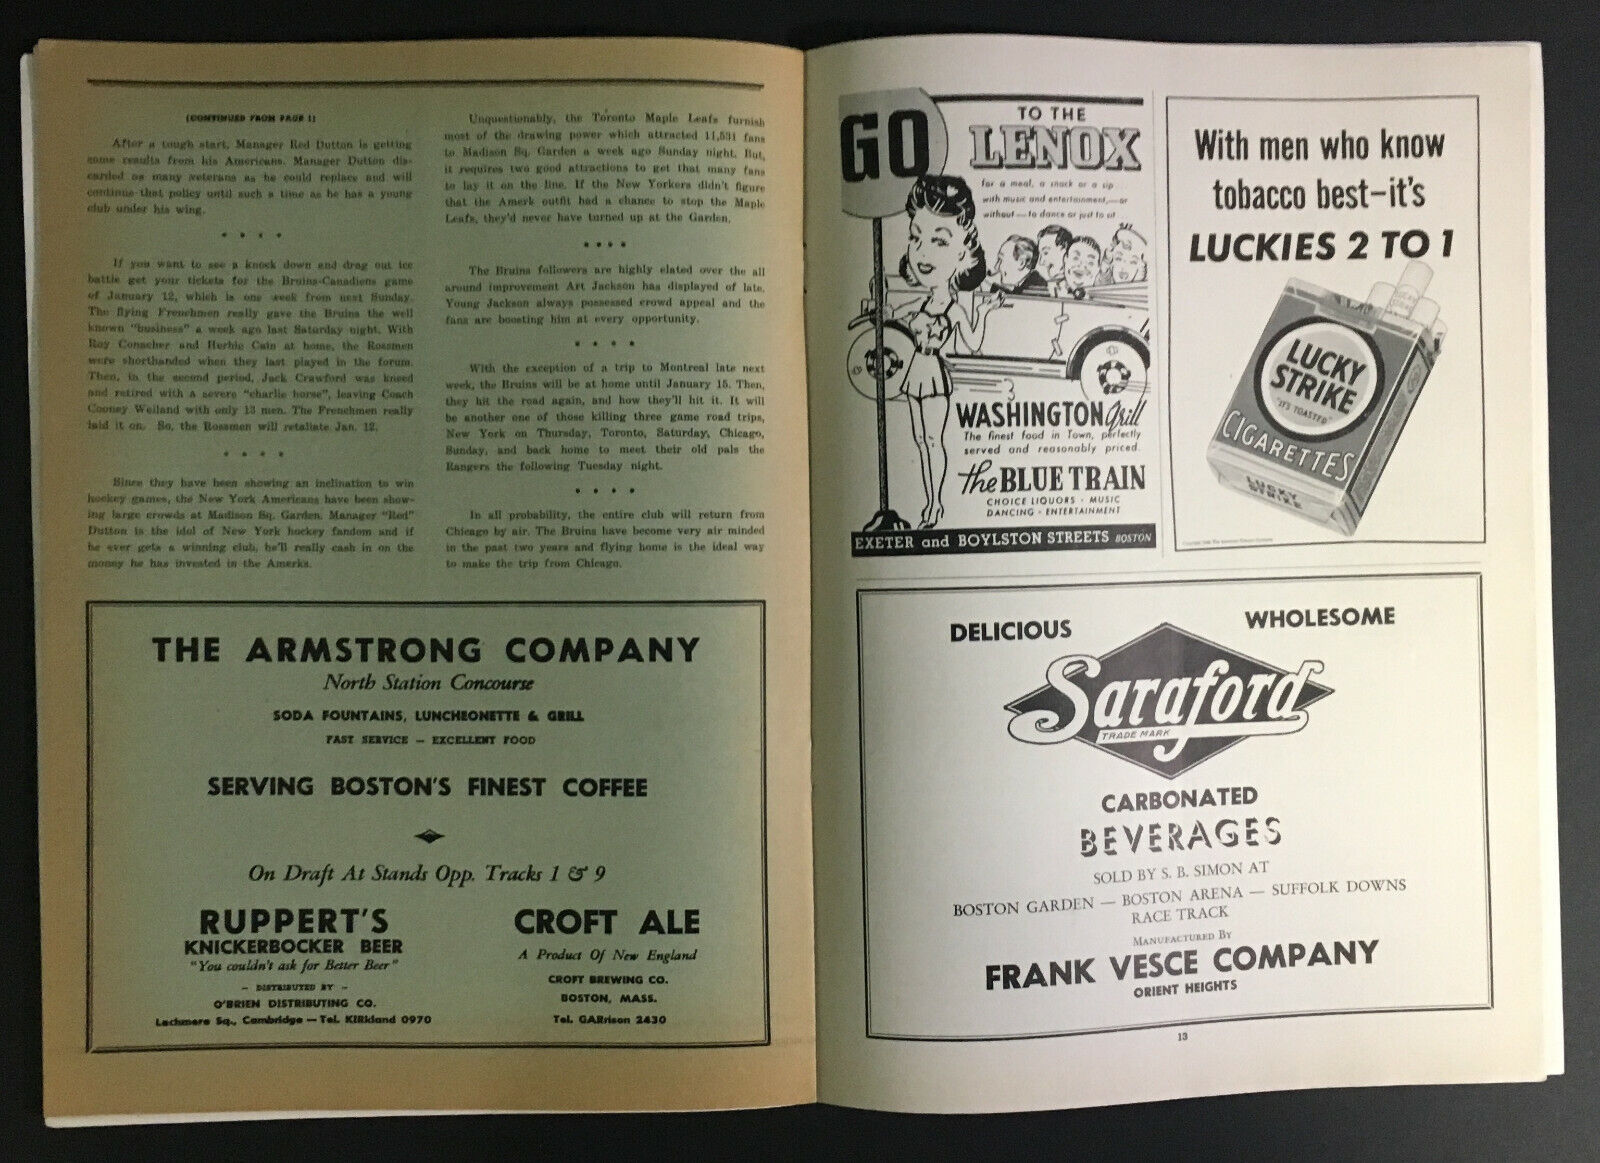 (CONTINUED FROM PAGE 1)
After a tough start, Manager Red Dutton is getting
some results from his Americans. Manager Dutton dis-
carded as many veterans as he could replace and will
continue that policy until such a time as he has a young
club under his wing.
* * * *
If you want to see a knock down and drag out ice
battle get your tickets for the Bruins-Canadiens game
of January 12, which is one week from next Sunday.
The flying Frenchmen really gave the Bruins the well
known "business" a week ago last Saturday night. With
Roy Conacher and Herbie Cain at home, the Rossmen
were shorthanded when they last played in the forum.
Then, in the second period, Jack Crawford was kneed
and retired with a severe "charlie horse", leaving Coach
Cooney Weiland with only 13 men. The Frenchmen really
laid it on. So, the Rossmen will retaliate Jan. 12.
* * * *
Since they have been showing an inclination to win
hockey games, the New York Americans have been show-
ing large crowds at Madison Sq. Garden. Manager "Red"
Dutton is the idol of New York hockey fandom and if
he ever gets a winning club, he'll really cash in on the
money he has invested in the Amerks.
Unquestionably, the Toronto Maple Leafs furnish
most of the drawing power which attracted 11,531 fans
to Madison Sq. Garden a week ago Sunday night. But,
it requires two good attractions to get that many fans
to lay it on the line. If the New Yorkers didn't figure
that the Amerk outfit had a chance to stop the Maple
Leafs, they'd never have turned up at the Garden.
* * * *
The Bruins followers are highly elated over the all
around improvement Art Jackson has displayed of late.
Young Jackson always possessed crowd appeal and the
fans are boosting him at every opportunity.
* * * *
With the exception of a trip to Montreal late next
week, the Bruins will be at home until January 15. Then,
they hit the road again, and how they'll hit it. It will
be another one of those killing three game road trips,
New York on Thursday, Toronto, Saturday, Chicago,
Sunday, and back home to meet their old pals the
Rangers the following Tuesday night.
* * * *
In all probability, the entire club will return from
Chicago by air. The Bruins have become very air minded
in the past two years and flying home is the ideal way
to make the trip from Chicago.
THE ARMSTRONG COMPANY
North Station Concourse
SODA FOUNTAINS, LUNCHEONETTE & GRILL
FAST SERVICE – EXCELLENT FOOD
SERVING BOSTON'S FINEST COFFEE
On Draft At Stands Opp. Tracks 1 & 9
RUPPERT'S
KNICKERBOCKER BEER
"You couldn't ask for Better Beer"
– DISTRIBUTED BY –
O'BRIEN DISTRIBUTING CO.
Lechmere Sq., Cambridge — Tel. KIRkland 0970
CROFT ALE
A Product Of New England
CROFT BREWING CO.
BOSTON, MASS.
Tel. GARrison 2430
GO
TO THE
LENOX
for a meal, a snack or a sip...
with music and entertainment,—or
without—to dance or just to sit
WASHINGTON Grill
The finest food in Town, perfectly
served and reasonably priced.
the BLUE TRAIN
CHOICE LIQUORS · MUSIC
DANCING · ENTERTAINMENT
EXETER and BOYLSTON STREETS BOSTON
With men who know
tobacco best–it's
LUCKIES 2 TO 1
LUCKY
STRIKE
"IT'S TOASTED"
CIGARETTES
LUCKY
STRIKE
DELICIOUS
WHOLESOME
Saraford
TRADE MARK
CARBONATED
BEVERAGES
SOLD BY S. B. SIMON AT
BOSTON GARDEN — BOSTON ARENA — SUFFOLK DOWNS
RACE TRACK
MANUFACTURED BY
FRANK VESCE COMPANY
ORIENT HEIGHTS
13